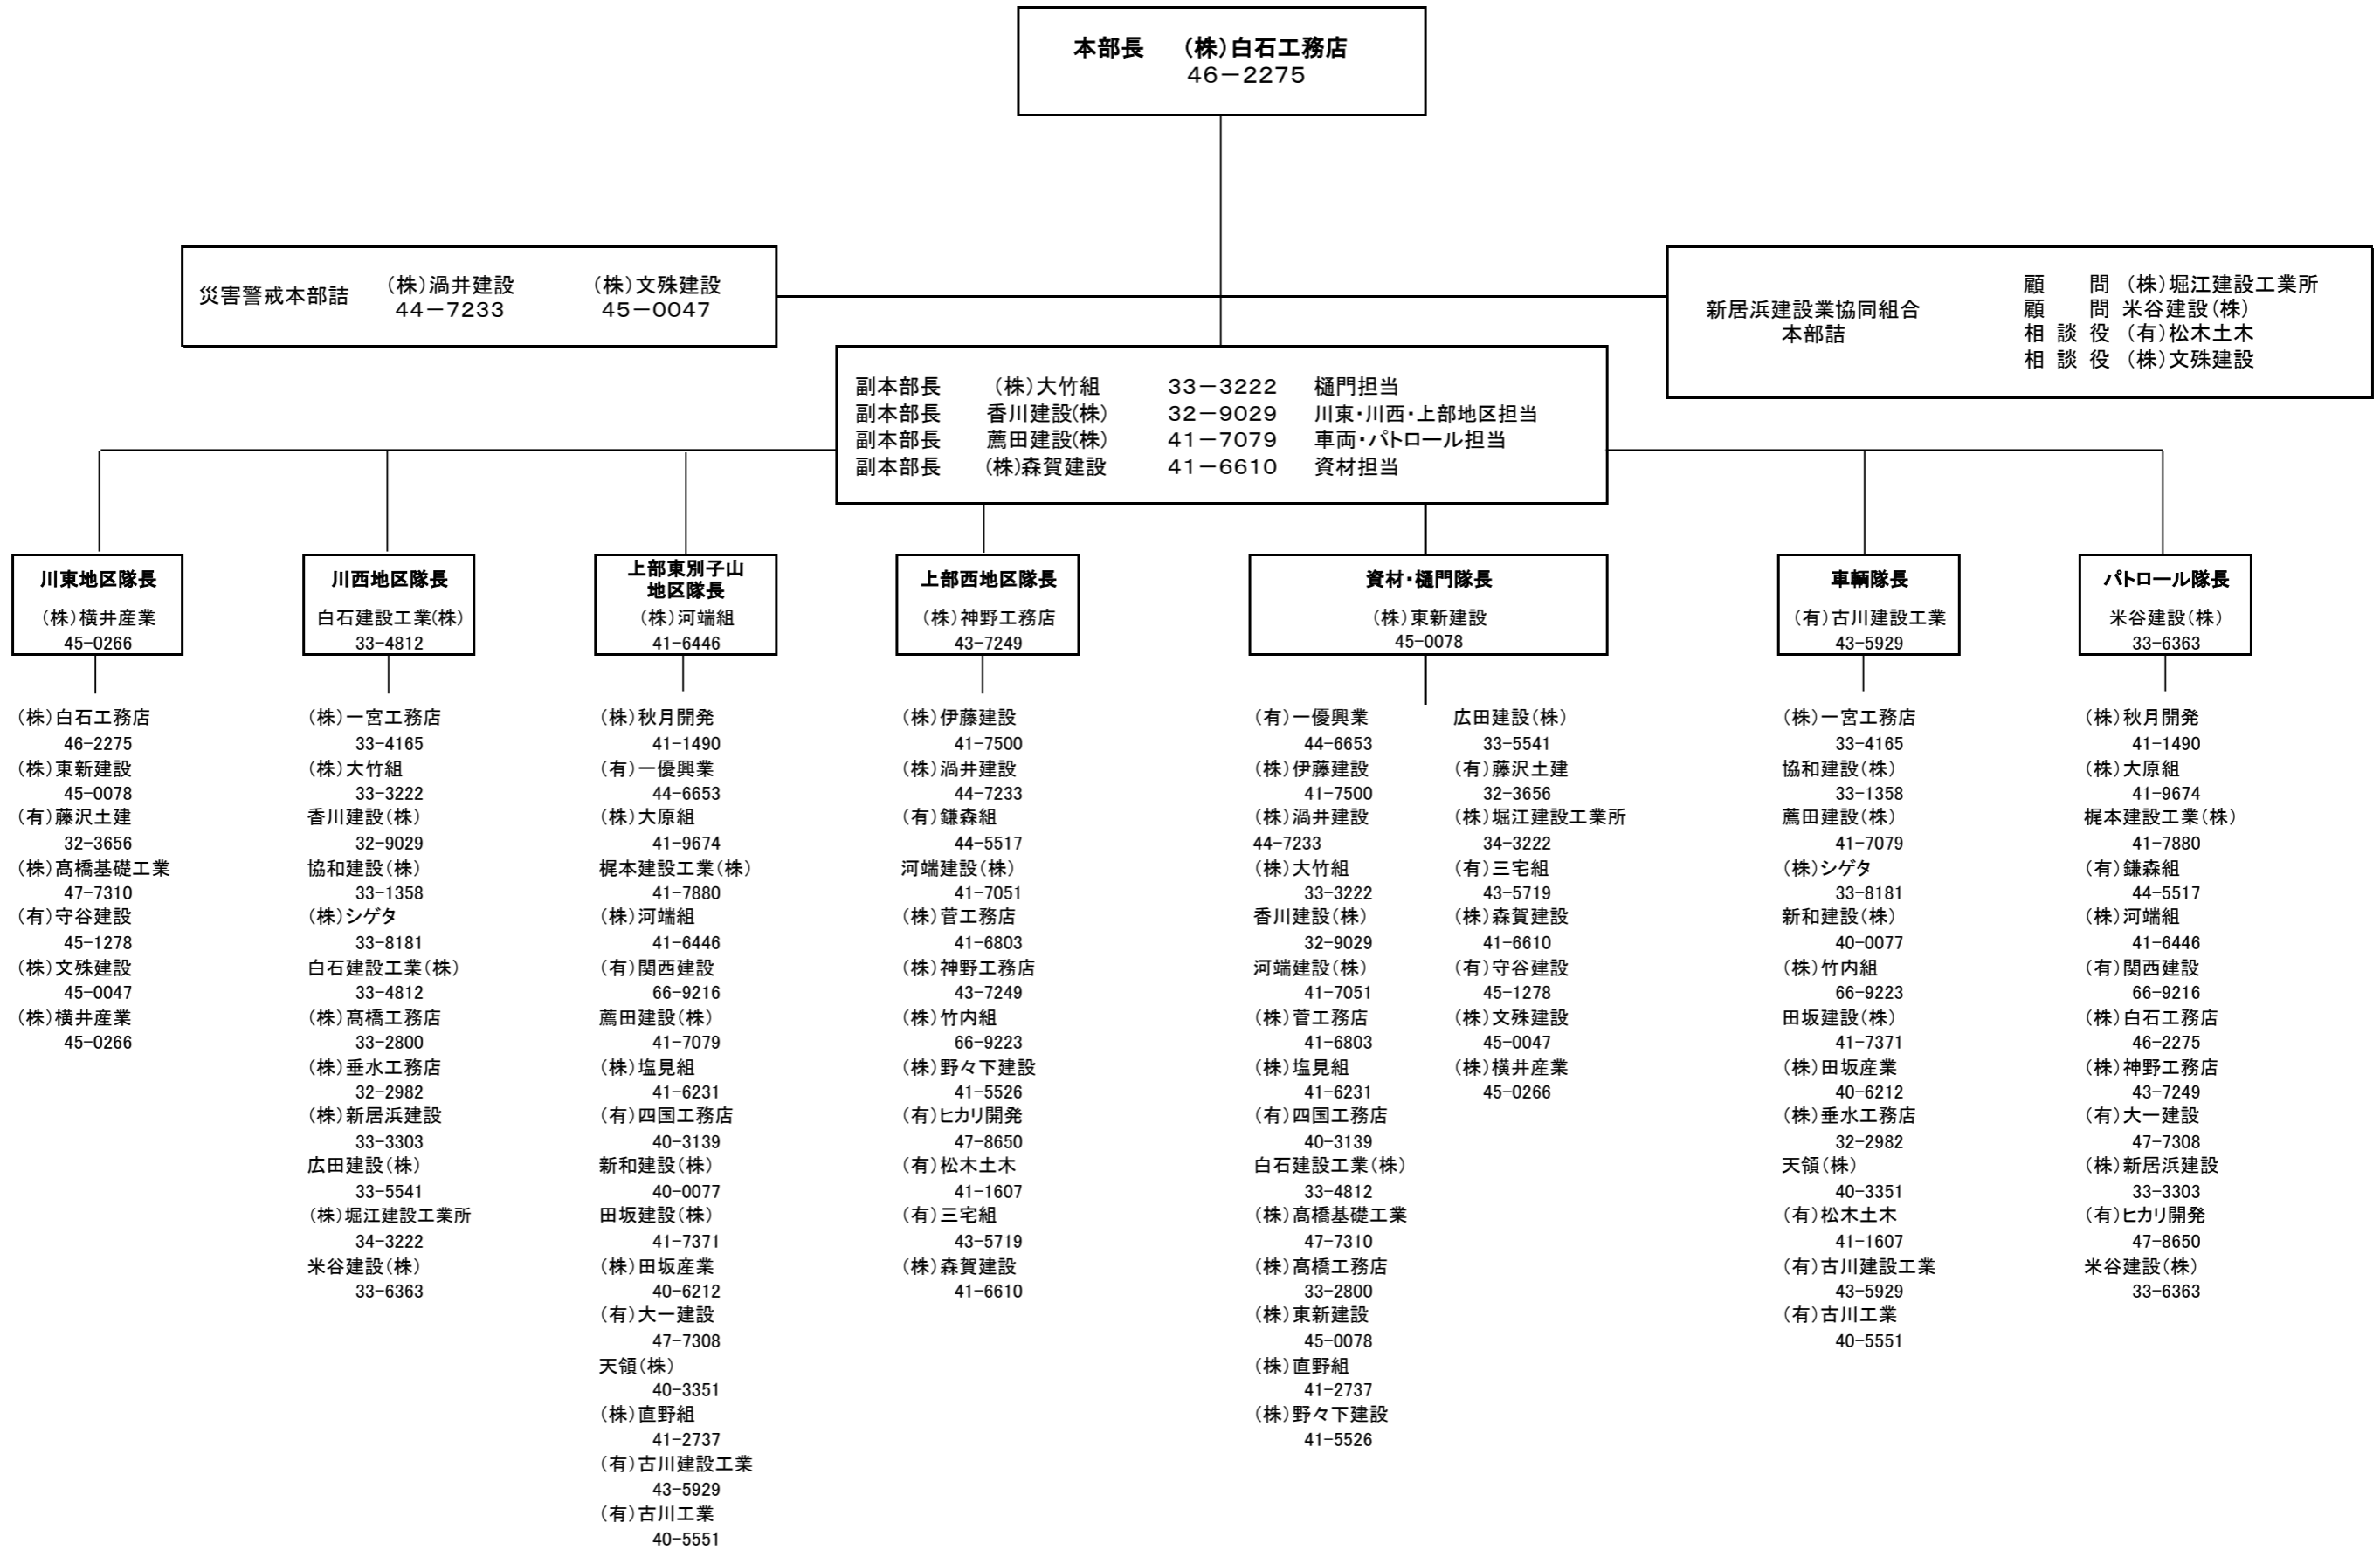 本部長　(株)白石工務店
46－2275
災害警戒本部詰　(株)渦井建設　(株)文殊建設
44－7233　45－0047
新居浜建設業協同組合
本部詰
顧　　問 (株)堀江建設工業所
顧　　問 米谷建設(株)
相 談 役 (有)松木土木
相 談 役 (株)文殊建設
副本部長　(株)大竹組　33－3222　樋門担当
副本部長　香川建設(株)　32－9029　川東・川西・上部地区担当
副本部長　薦田建設(株)　41－7079　車両・パトロール担当
副本部長　(株)森賀建設　41－6610　資材担当
川東地区隊長
(株)横井産業
45-0266
(株)白石工務店
46-2275
(株)東新建設
45-0078
(有)藤沢土建
32-3656
(株)髙橋基礎工業
47-7310
(有)守谷建設
45-1278
(株)文殊建設
45-0047
(株)横井産業
45-0266
川西地区隊長
白石建設工業(株)
33-4812
(株)一宮工務店
33-4165
(株)大竹組
33-3222
香川建設(株)
32-9029
協和建設(株)
33-1358
(株)シゲタ
33-8181
白石建設工業(株)
33-4812
(株)髙橋工務店
33-2800
(株)垂水工務店
32-2982
(株)新居浜建設
33-3303
広田建設(株)
33-5541
(株)堀江建設工業所
34-3222
米谷建設(株)
33-6363
上部東別子山
地区隊長
(株)河端組
41-6446
(株)秋月開発
41-1490
(有)一優興業
44-6653
(株)大原組
41-9674
梶本建設工業(株)
41-7880
(株)河端組
41-6446
(有)関西建設
66-9216
薦田建設(株)
41-7079
(株)塩見組
41-6231
(有)四国工務店
40-3139
新和建設(株)
40-0077
田坂建設(株)
41-7371
(株)田坂産業
40-6212
(有)大一建設
47-7308
天領(株)
40-3351
(株)直野組
41-2737
(有)古川建設工業
43-5929
(有)古川工業
40-5551
上部西地区隊長
(株)神野工務店
43-7249
(株)伊藤建設
41-7500
(株)渦井建設
44-7233
(有)鎌森組
44-5517
河端建設(株)
41-7051
(株)菅工務店
41-6803
(株)神野工務店
43-7249
(株)竹内組
66-9223
(株)野々下建設
41-5526
(有)ヒカリ開発
47-8650
(有)松木土木
41-1607
(有)三宅組
43-5719
(株)森賀建設
41-6610
資材・樋門隊長
(株)東新建設
45-0078
(有)一優興業
44-6653
(株)伊藤建設
41-7500
(株)渦井建設
44-7233
(株)大竹組
33-3222
香川建設(株)
32-9029
河端建設(株)
41-7051
(株)菅工務店
41-6803
(株)塩見組
41-6231
(有)四国工務店
40-3139
白石建設工業(株)
33-4812
(株)髙橋基礎工業
47-7310
(株)髙橋工務店
33-2800
(株)東新建設
45-0078
(株)直野組
41-2737
(株)野々下建設
41-5526
広田建設(株)
33-5541
(有)藤沢土建
32-3656
(株)堀江建設工業所
34-3222
(有)三宅組
43-5719
(株)森賀建設
41-6610
(有)守谷建設
45-1278
(株)文殊建設
45-0047
(株)横井産業
45-0266
車輌隊長
(有)古川建設工業
43-5929
(株)一宮工務店
33-4165
協和建設(株)
33-1358
薦田建設(株)
41-7079
(株)シゲタ
33-8181
新和建設(株)
40-0077
(株)竹内組
66-9223
田坂建設(株)
41-7371
(株)田坂産業
40-6212
(株)垂水工務店
32-2982
天領(株)
40-3351
(有)松木土木
41-1607
(有)古川建設工業
43-5929
(有)古川工業
40-5551
パトロール隊長
米谷建設(株)
33-6363
(株)秋月開発
41-1490
(株)大原組
41-9674
梶本建設工業(株)
41-7880
(有)鎌森組
44-5517
(株)河端組
41-6446
(有)関西建設
66-9216
(株)白石工務店
46-2275
(株)神野工務店
43-7249
(有)大一建設
47-7308
(株)新居浜建設
33-3303
(有)ヒカリ開発
47-8650
米谷建設(株)
33-6363